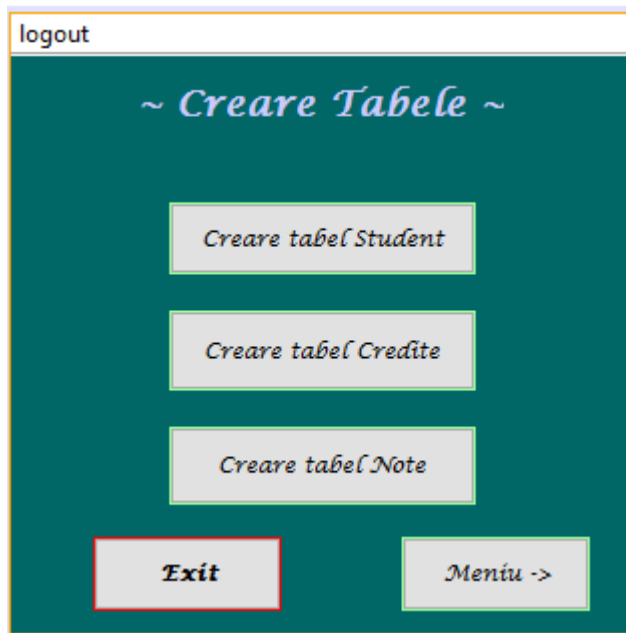 logout
~ Creare Tabele ~
Creare tabel Student
Creare tabel Credite
Creare tabel Note
Exit
Meniu ->